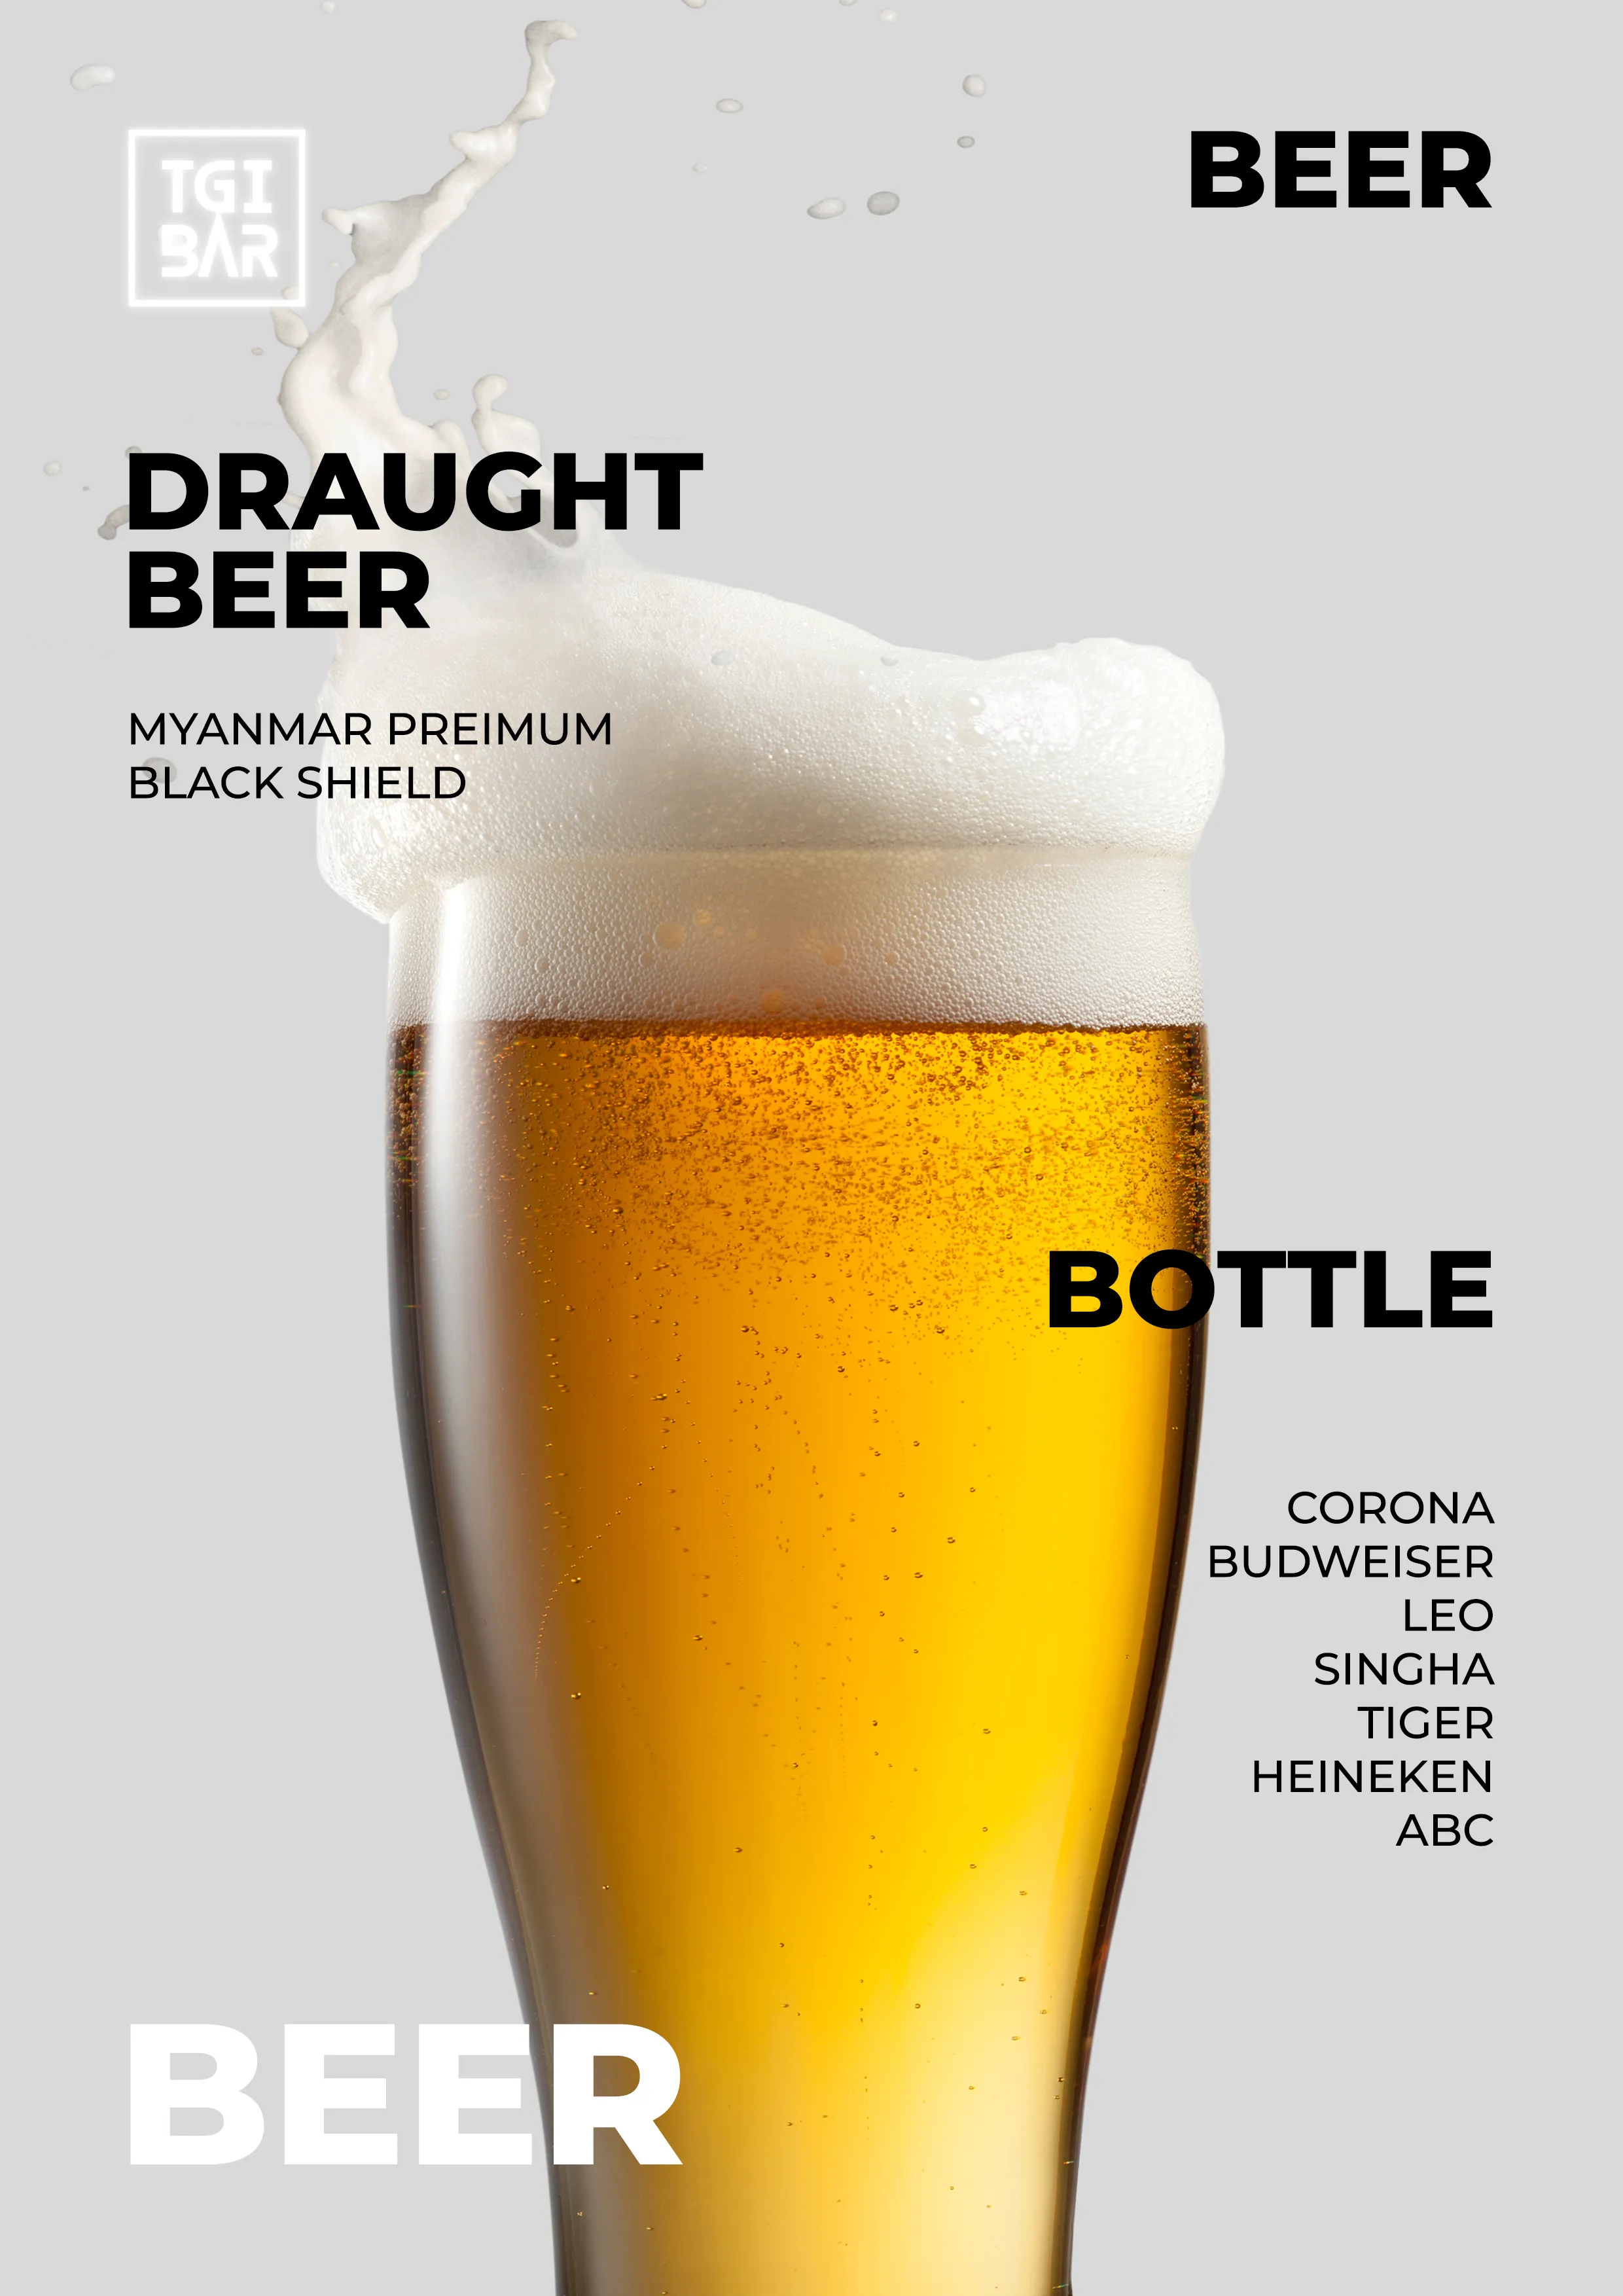 TGI
BAR
BEER
DRAUGHT
BEER
MYANMAR PREIMUM
BLACK SHIELD
BOTTLE
CORONA
BUDWEISER
LEO
SINGHA
TIGER
HEINEKEN
ABC
BEER